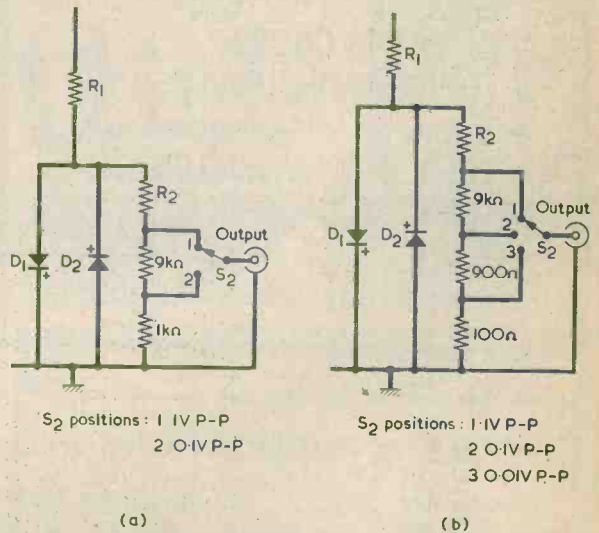 R1
R2
D1
+
D2
+
9kΩ
1kΩ
1
2
S2
Output
S2 positions: 1 1V P-P
2 0·1V P-P
(a)
R1
R2
D1
+
D2
+
9kΩ
900Ω
100Ω
1
2
3
S2
Output
S2 positions: 1·1V P-P
2 0·1V P-P
3 0·01V P-P
(b)